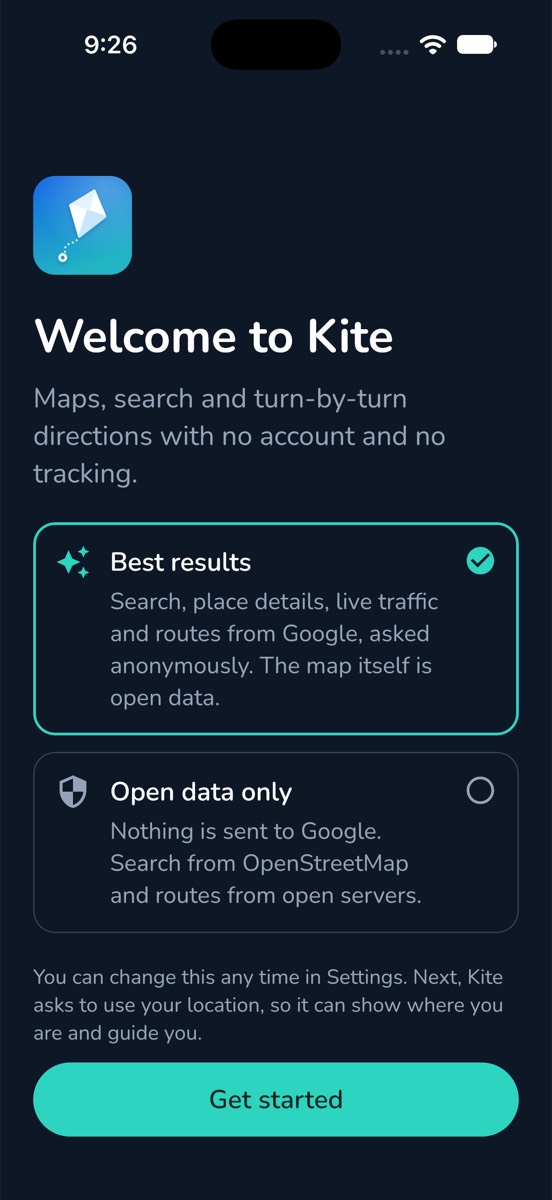 9:26
Welcome to Kite
Maps, search and turn-by-turn
directions with no account and no
tracking.
Best results
Search, place details, live traffic
and routes from Google, asked
anonymously. The map itself is
open data.
Open data only
Nothing is sent to Google.
Search from OpenStreetMap
and routes from open servers.
You can change this any time in Settings. Next, Kite
asks to use your location, so it can show where you
are and guide you.
Get started